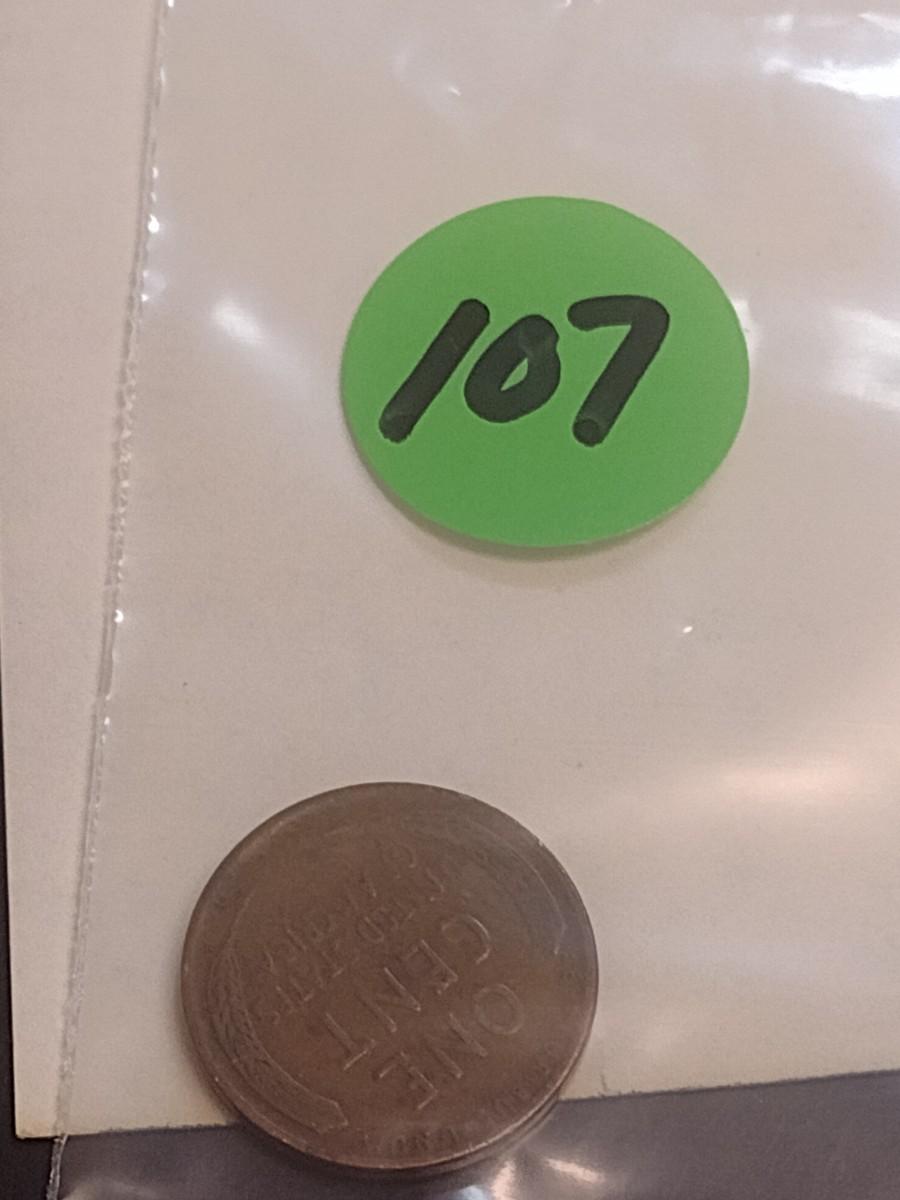 107
ONE
CENT
UNITED STATES
OF AMERICA